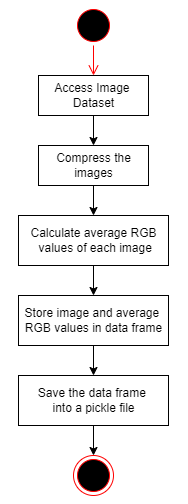 Access Image
Dataset
Compress the
images
Calculate average RGB
values of each image
Store image and average
RGB values in data frame
Save the data frame
into a pickle file